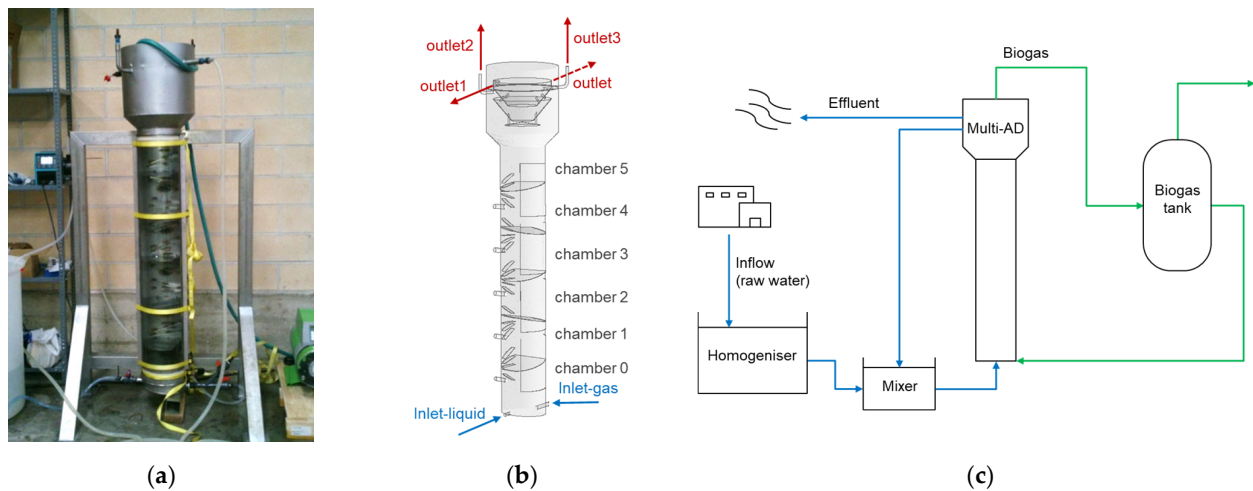 outlet2
outlet3
outlet1
outlet
chamber 5
chamber 4
chamber 3
chamber 2
chamber 1
chamber 0
Inlet-gas
Inlet-liquid
Biogas
Effluent
Multi-AD
Biogas
tank
Inflow
(raw water)
Homogeniser
Mixer
(a)
(b)
(c)